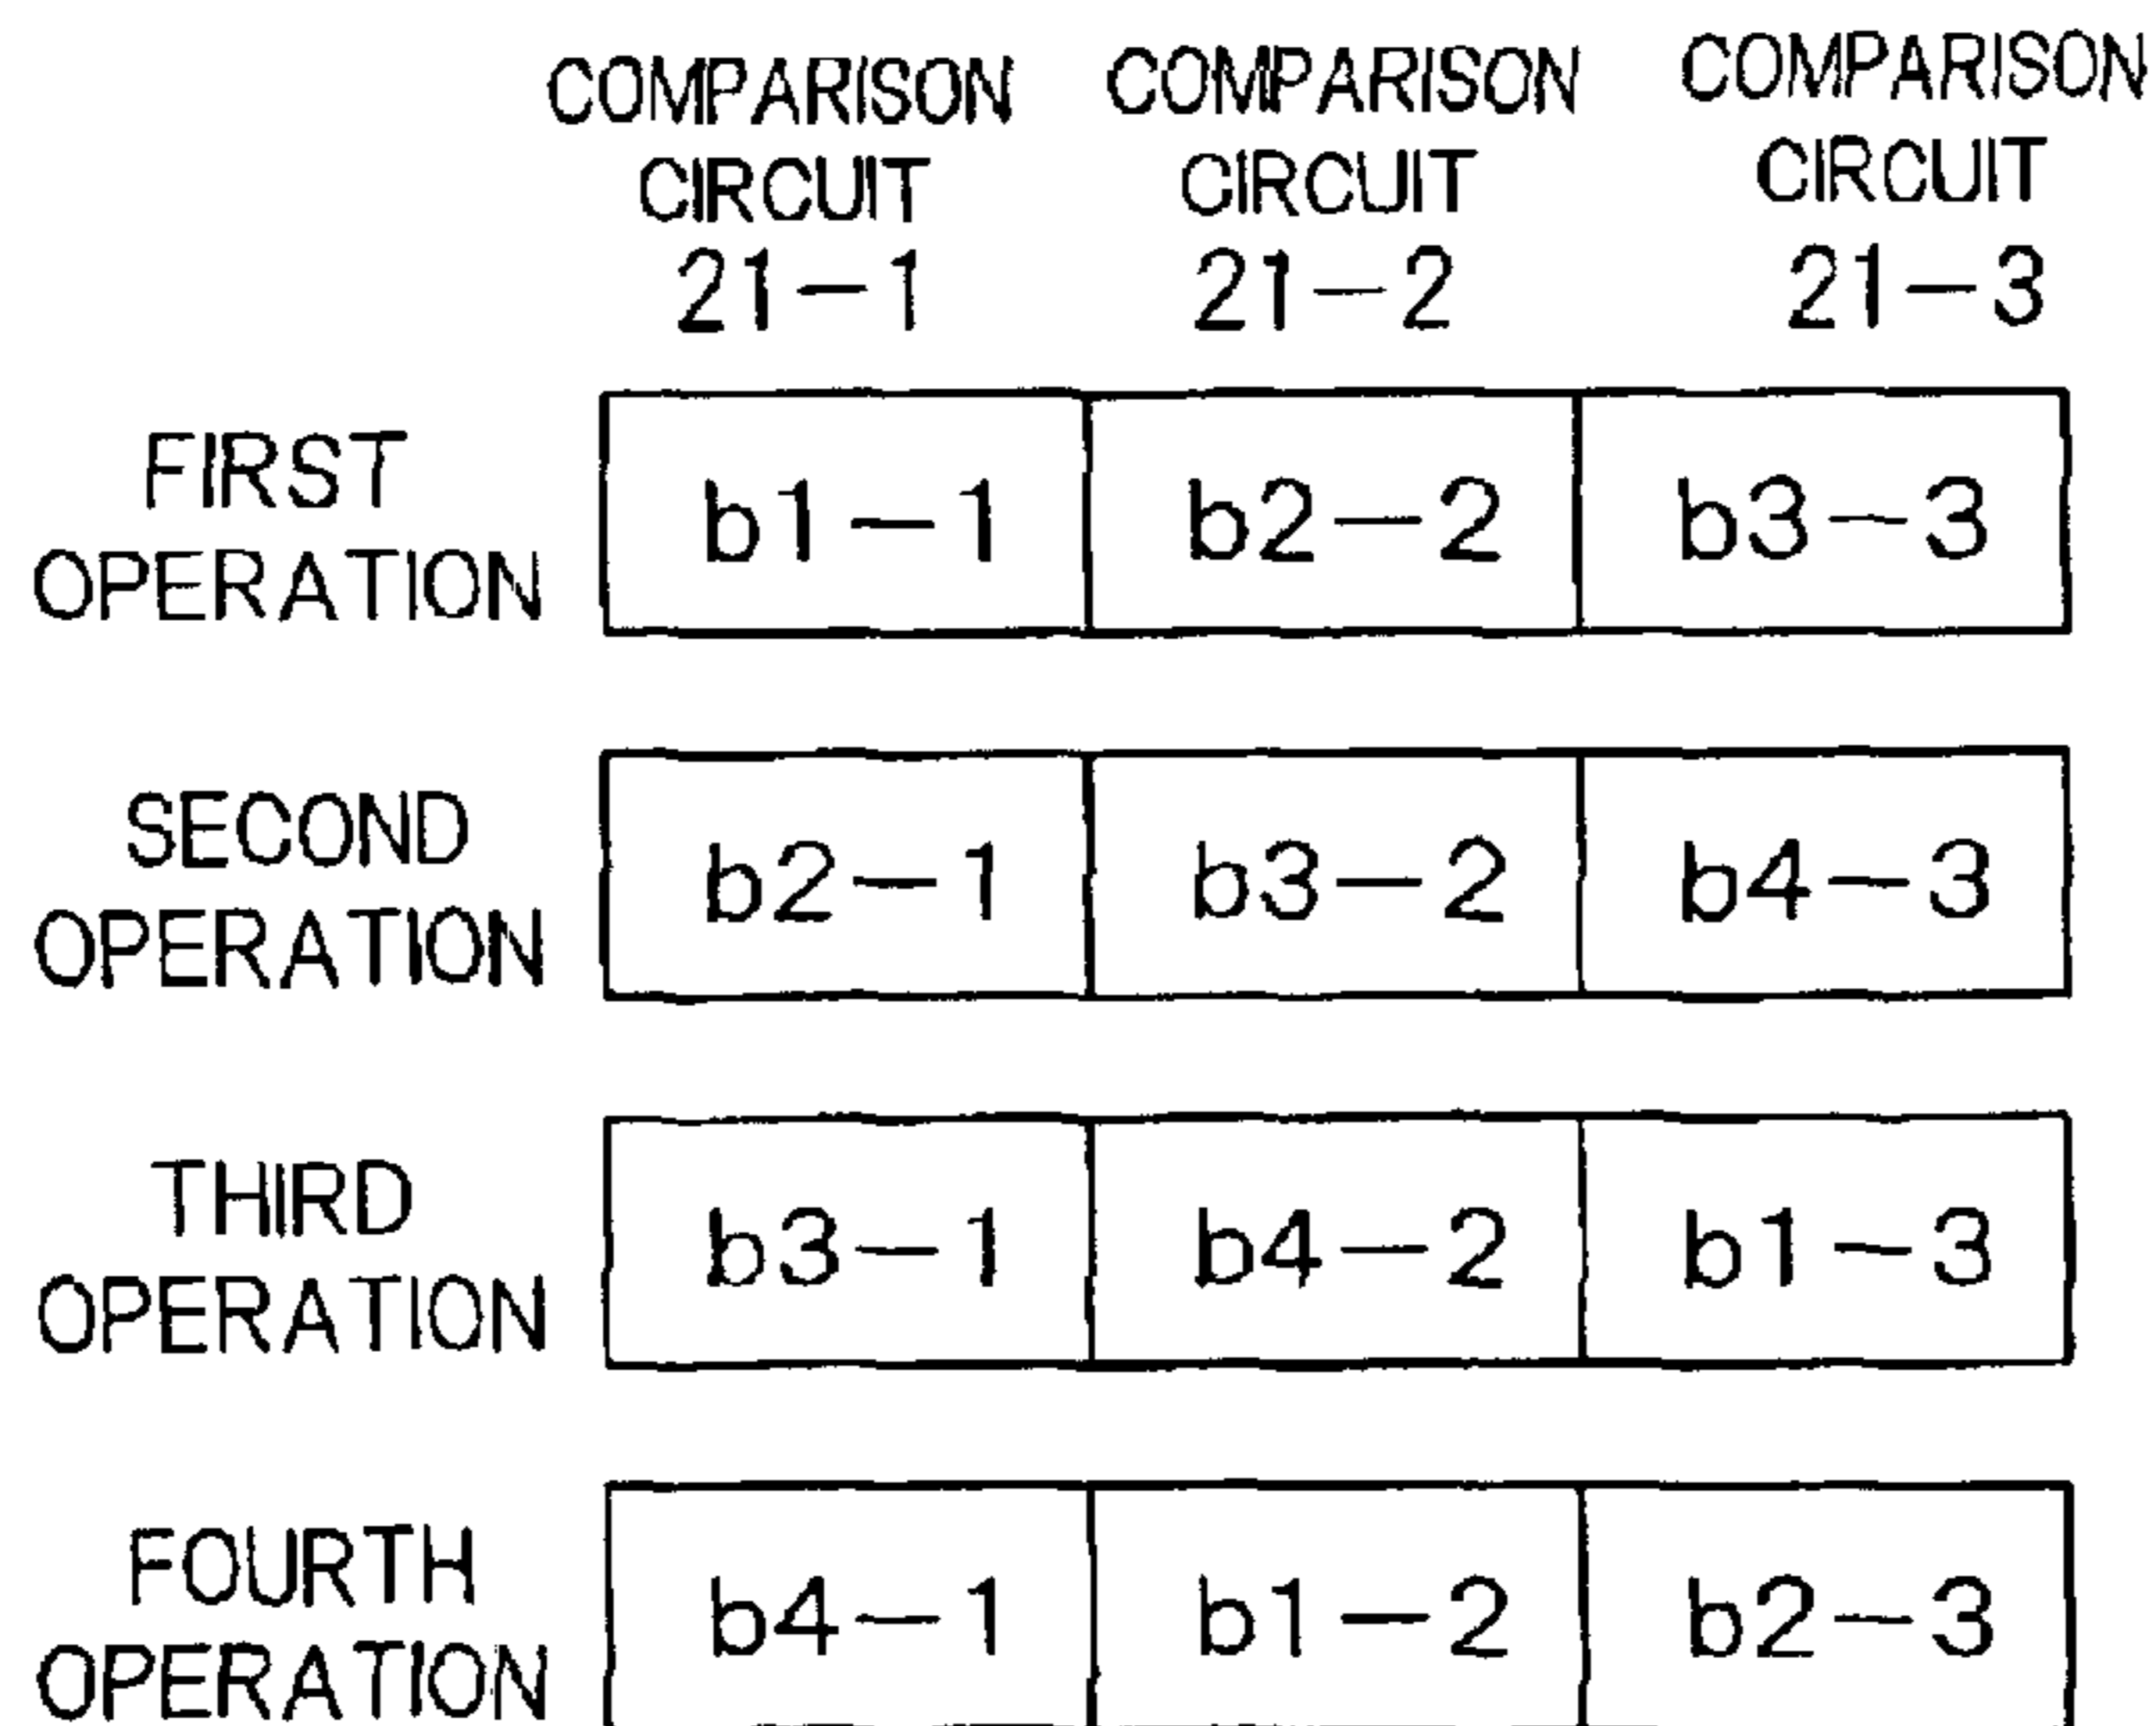 COMPARISON CIRCUIT 21-1
COMPARISON CIRCUIT 21-2
COMPARISON CIRCUIT 21-3
FIRST OPERATION
b1-1 b2-2 b3-3
SECOND OPERATION
b2-1 b3-2 b4-3
THIRD OPERATION
b3-1 b4-2 b1-3
FOURTH OPERATION
b4-1 b1-2 b2-3